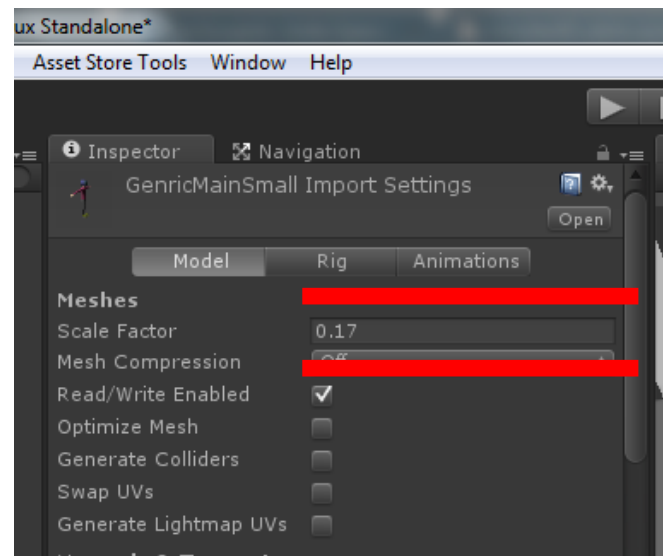 ux Standalone*
Asset Store Tools Window Help
Inspector Navigation
GenricMainSmall Import Settings
Open
Model Rig Animations
Meshes
Scale Factor 0.17
Mesh Compression
Read/Write Enabled
Optimize Mesh
Generate Colliders
Swap UVs
Generate Lightmap UVs